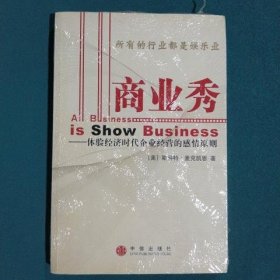 所有的行业都是娱乐业
商业秀
All Business
is Show Business
——体验经济时代企业经营的感情原则
（美）斯科特·麦克凯恩 著
中信出版社